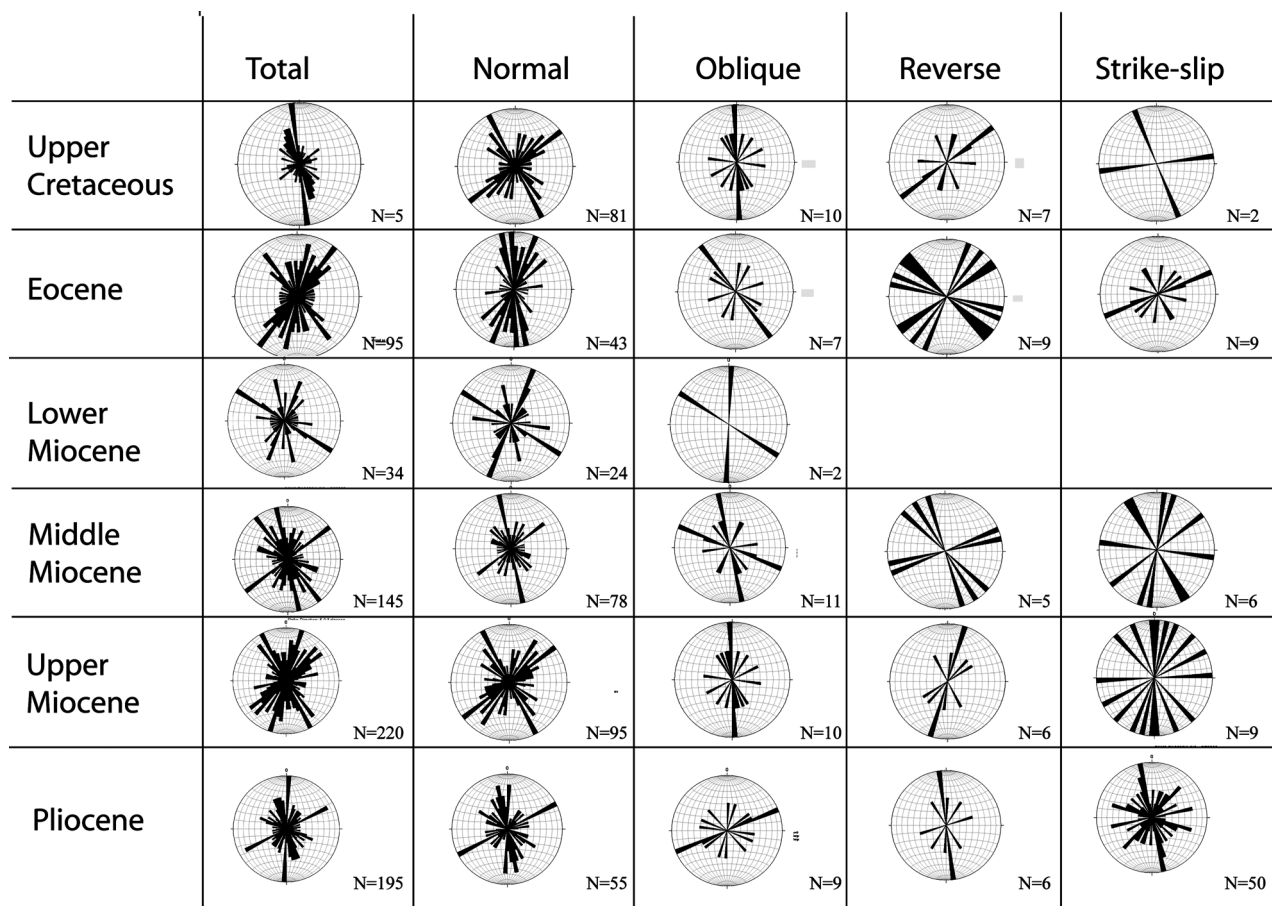 Total Normal Oblique Reverse Strike-slip
Upper
Cretaceous
N=5 N=81 N=10 N=7 N=2
Eocene
N=95 N=43 N=7 N=9 N=9
Lower
Miocene
N=34 N=24 N=2
Middle
Miocene
N=145 N=78 N=11 N=5 N=6
Upper
Miocene
N=220 N=95 N=10 N=6 N=9
Pliocene
N=195 N=55 N=9 N=6 N=50